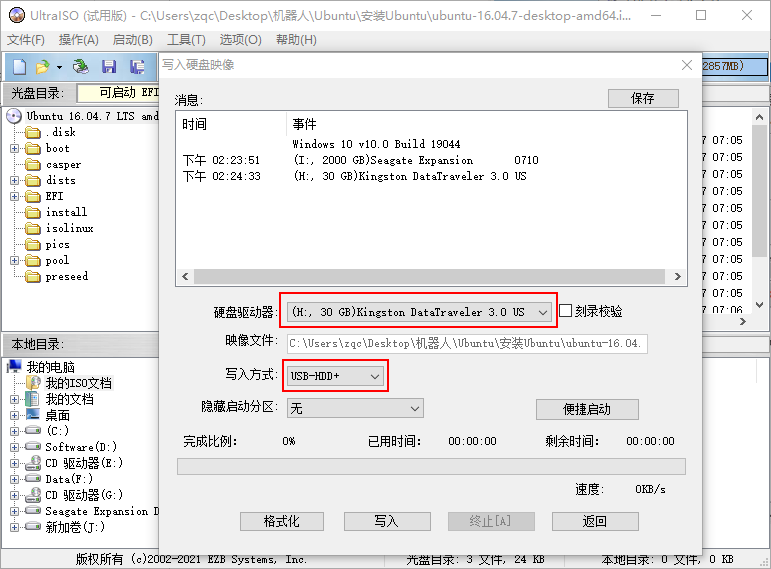 UltraISO (试用版) - C:\Users\zqc\Desktop\机器人\Ubuntu\安装Ubuntu\ubuntu-16.04.7-desktop-amd64.i...
文件(F) 操作(A) 启动(B) 工具(T) 选项(O) 帮助(H)
写入硬盘映像
2857MB)
光盘目录: 可启动 EFI
消息:
保存
时间 事件
Windows 10 v10.0 Build 19044
下午 02:23:51 (I:, 2000 GB)Seagate Expansion 0710
下午 02:24:33 (H:, 30 GB)Kingston DataTraveler 3.0 US
Ubuntu 16.04.7 LTS amd
.disk
boot
casper
dists
EFI
install
isolinux
pics
pool
preseed
7 07:05
7 07:05
7 07:05
7 07:05
7 07:05
7 07:05
7 07:05
7 07:05
7 07:05
7 07:05
7 07:06
硬盘驱动器: (H:, 30 GB)Kingston DataTraveler 3.0 US 刻录校验
映像文件: C:\Users\zqc\Desktop\机器人\Ubuntu\安装Ubuntu\ubuntu-16.04.
写入方式: USB-HDD+
隐藏启动分区: 无 便捷启动
完成比例: 0% 已用时间: 00:00:00 剩余时间: 00:00:00
速度: 0KB/s
格式化 写入 终止[A] 返回
本地目录:
我的电脑
我的ISO文档
我的文档
桌面
(C:)
Software(D:)
CD 驱动器(E:)
Data(F:)
CD 驱动器(G:)
Seagate Expansion D
新加卷(J:)
版权所有 (c)2002-2021 EZB Systems, Inc. 光盘目录: 3 文件, 24 KB 本地目录: 0 文件, 0 KB